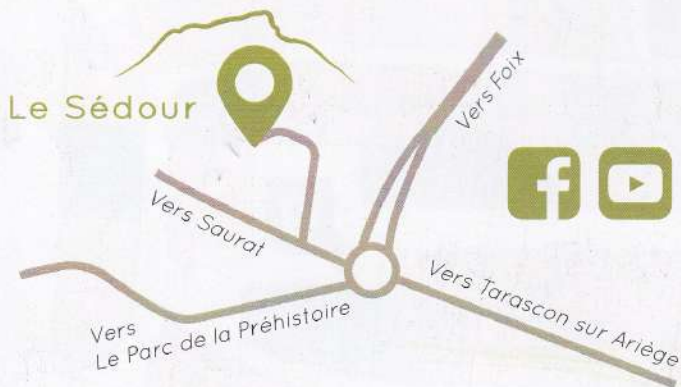 Le Sédour
Vers Foix
Vers Saurat
Vers Tarascon sur Ariège
Vers
Le Parc de la Préhistoire